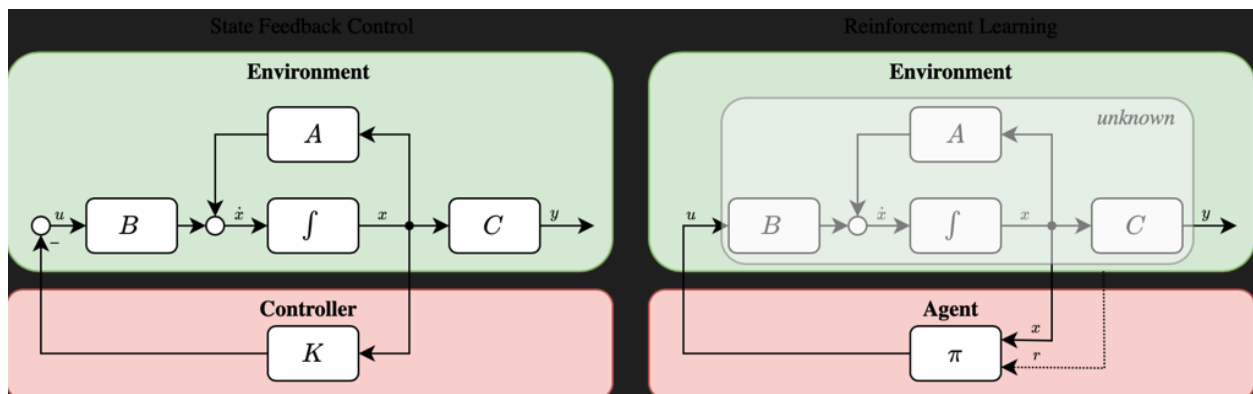 State Feedback Control
Environment
A
u
B
ẋ
∫
x
C
y
−
Controller
K
Reinforcement Learning
Environment
unknown
A
u
B
ẋ
∫
x
C
y
Agent
π
x
r